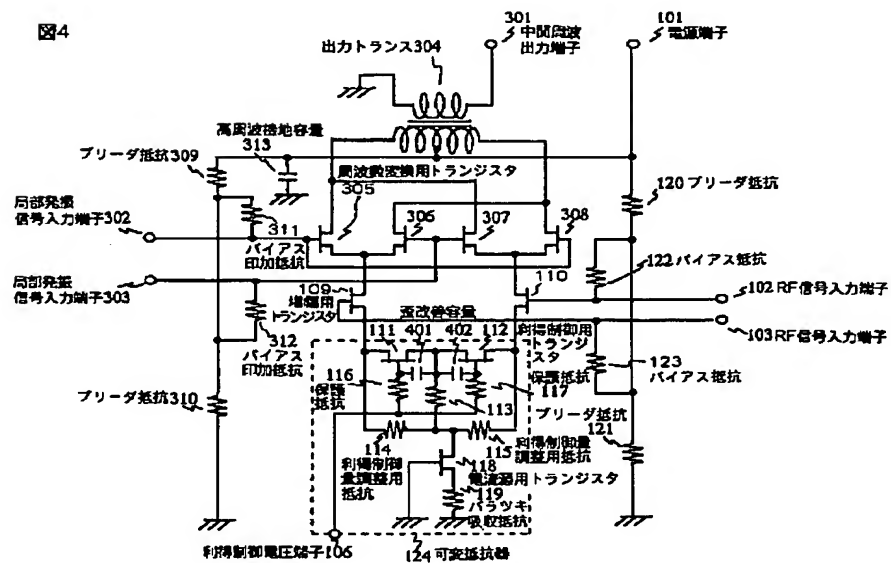 図4
301
中間周波
出力端子
101
電源端子
出力トランス304
高周波接地容量
313
ブリーダ抵抗309
周波数変換用トランジスタ
305
306
307
308
120 ブリーダ抵抗
局部発振
信号入力端子302
311
バイアス
印加抵抗
122 バイアス抵抗
109
増幅用
トランジスタ
110
102 RF信号入力端子
局部発振
信号入力端子303
歪改善容量
103 RF信号入力端子
312
バイアス
印加抵抗
111
401
402
112
利得制御用
トランジ
スタ
123
バイアス抵抗
116
保護
抵抗
保護抵抗
117
113
ブリーダ抵抗310
ブリーダ抵抗
121
114
利得制御
量調整用
抵抗
115
利得制御量
調整用抵抗
118
電流源用トランジスタ
119
バラツキ
吸収抵抗
利得制御電圧端子106
124 可変抵抗器